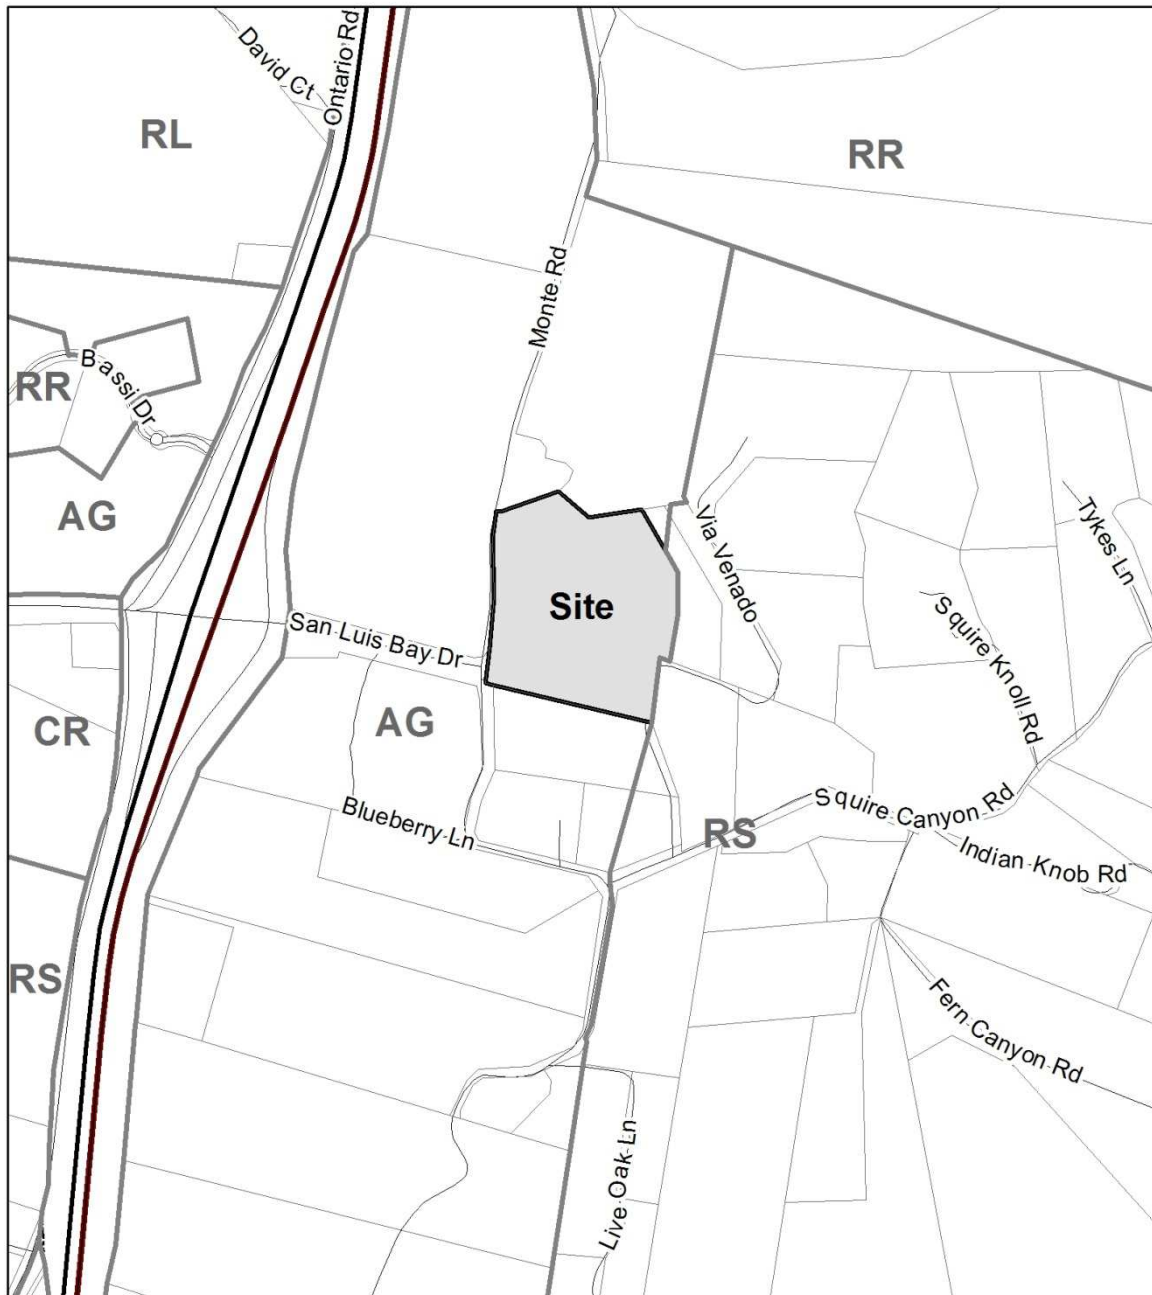 David Ct
Ontario Rd
RL
RR
Monte Rd
Bassi Dr
RR
AG
Via Venado
Tykes Ln
Site
San Luis Bay Dr
Squire Knoll Rd
AG
CR
Blueberry Ln
Squire Canyon Rd
RS
Indian Knob Rd
RS
Fern Canyon Rd
Live Oak Ln